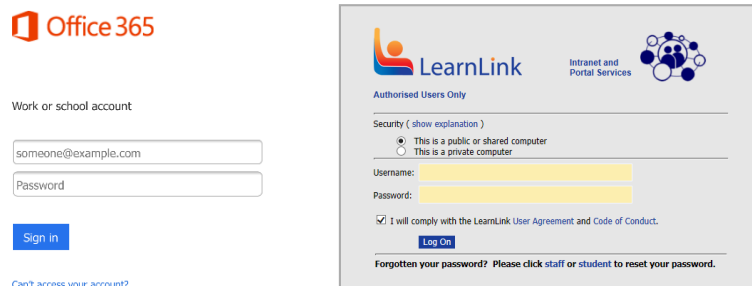 Office 365
Work or school account
someone@example.com
Password
Sign in
Can't access your account?
LearnLink
Intranet and
Portal Services
Authorised Users Only
Security ( show explanation )
This is a public or shared computer
This is a private computer
Username:
Password:
I will comply with the LearnLink User Agreement and Code of Conduct.
Log On
Forgotten your password? Please click staff or student to reset your password.